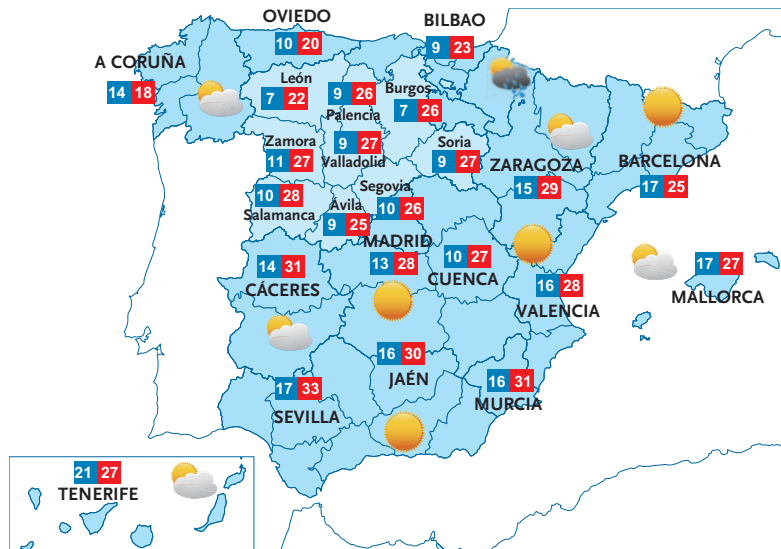 OVIEDO
10 20
BILBAO
9 23
A CORUÑA
14 18
León
7 22
9 26
Palencia
Burgos
7 26
Zamora
11 27
9 27
Valladolid
Soria
9 27
ZARAGOZA
15 29
BARCELONA
17 25
10 28
Salamanca
Ávila
9 25
Segovia
10 26
MADRID
13 28
10 27
CUENCA
14 31
CÁCERES
16 28
VALENCIA
17 27
MALLORCA
16 30
JAÉN
17 33
SEVILLA
16 31
MURCIA
21 27
TENERIFE